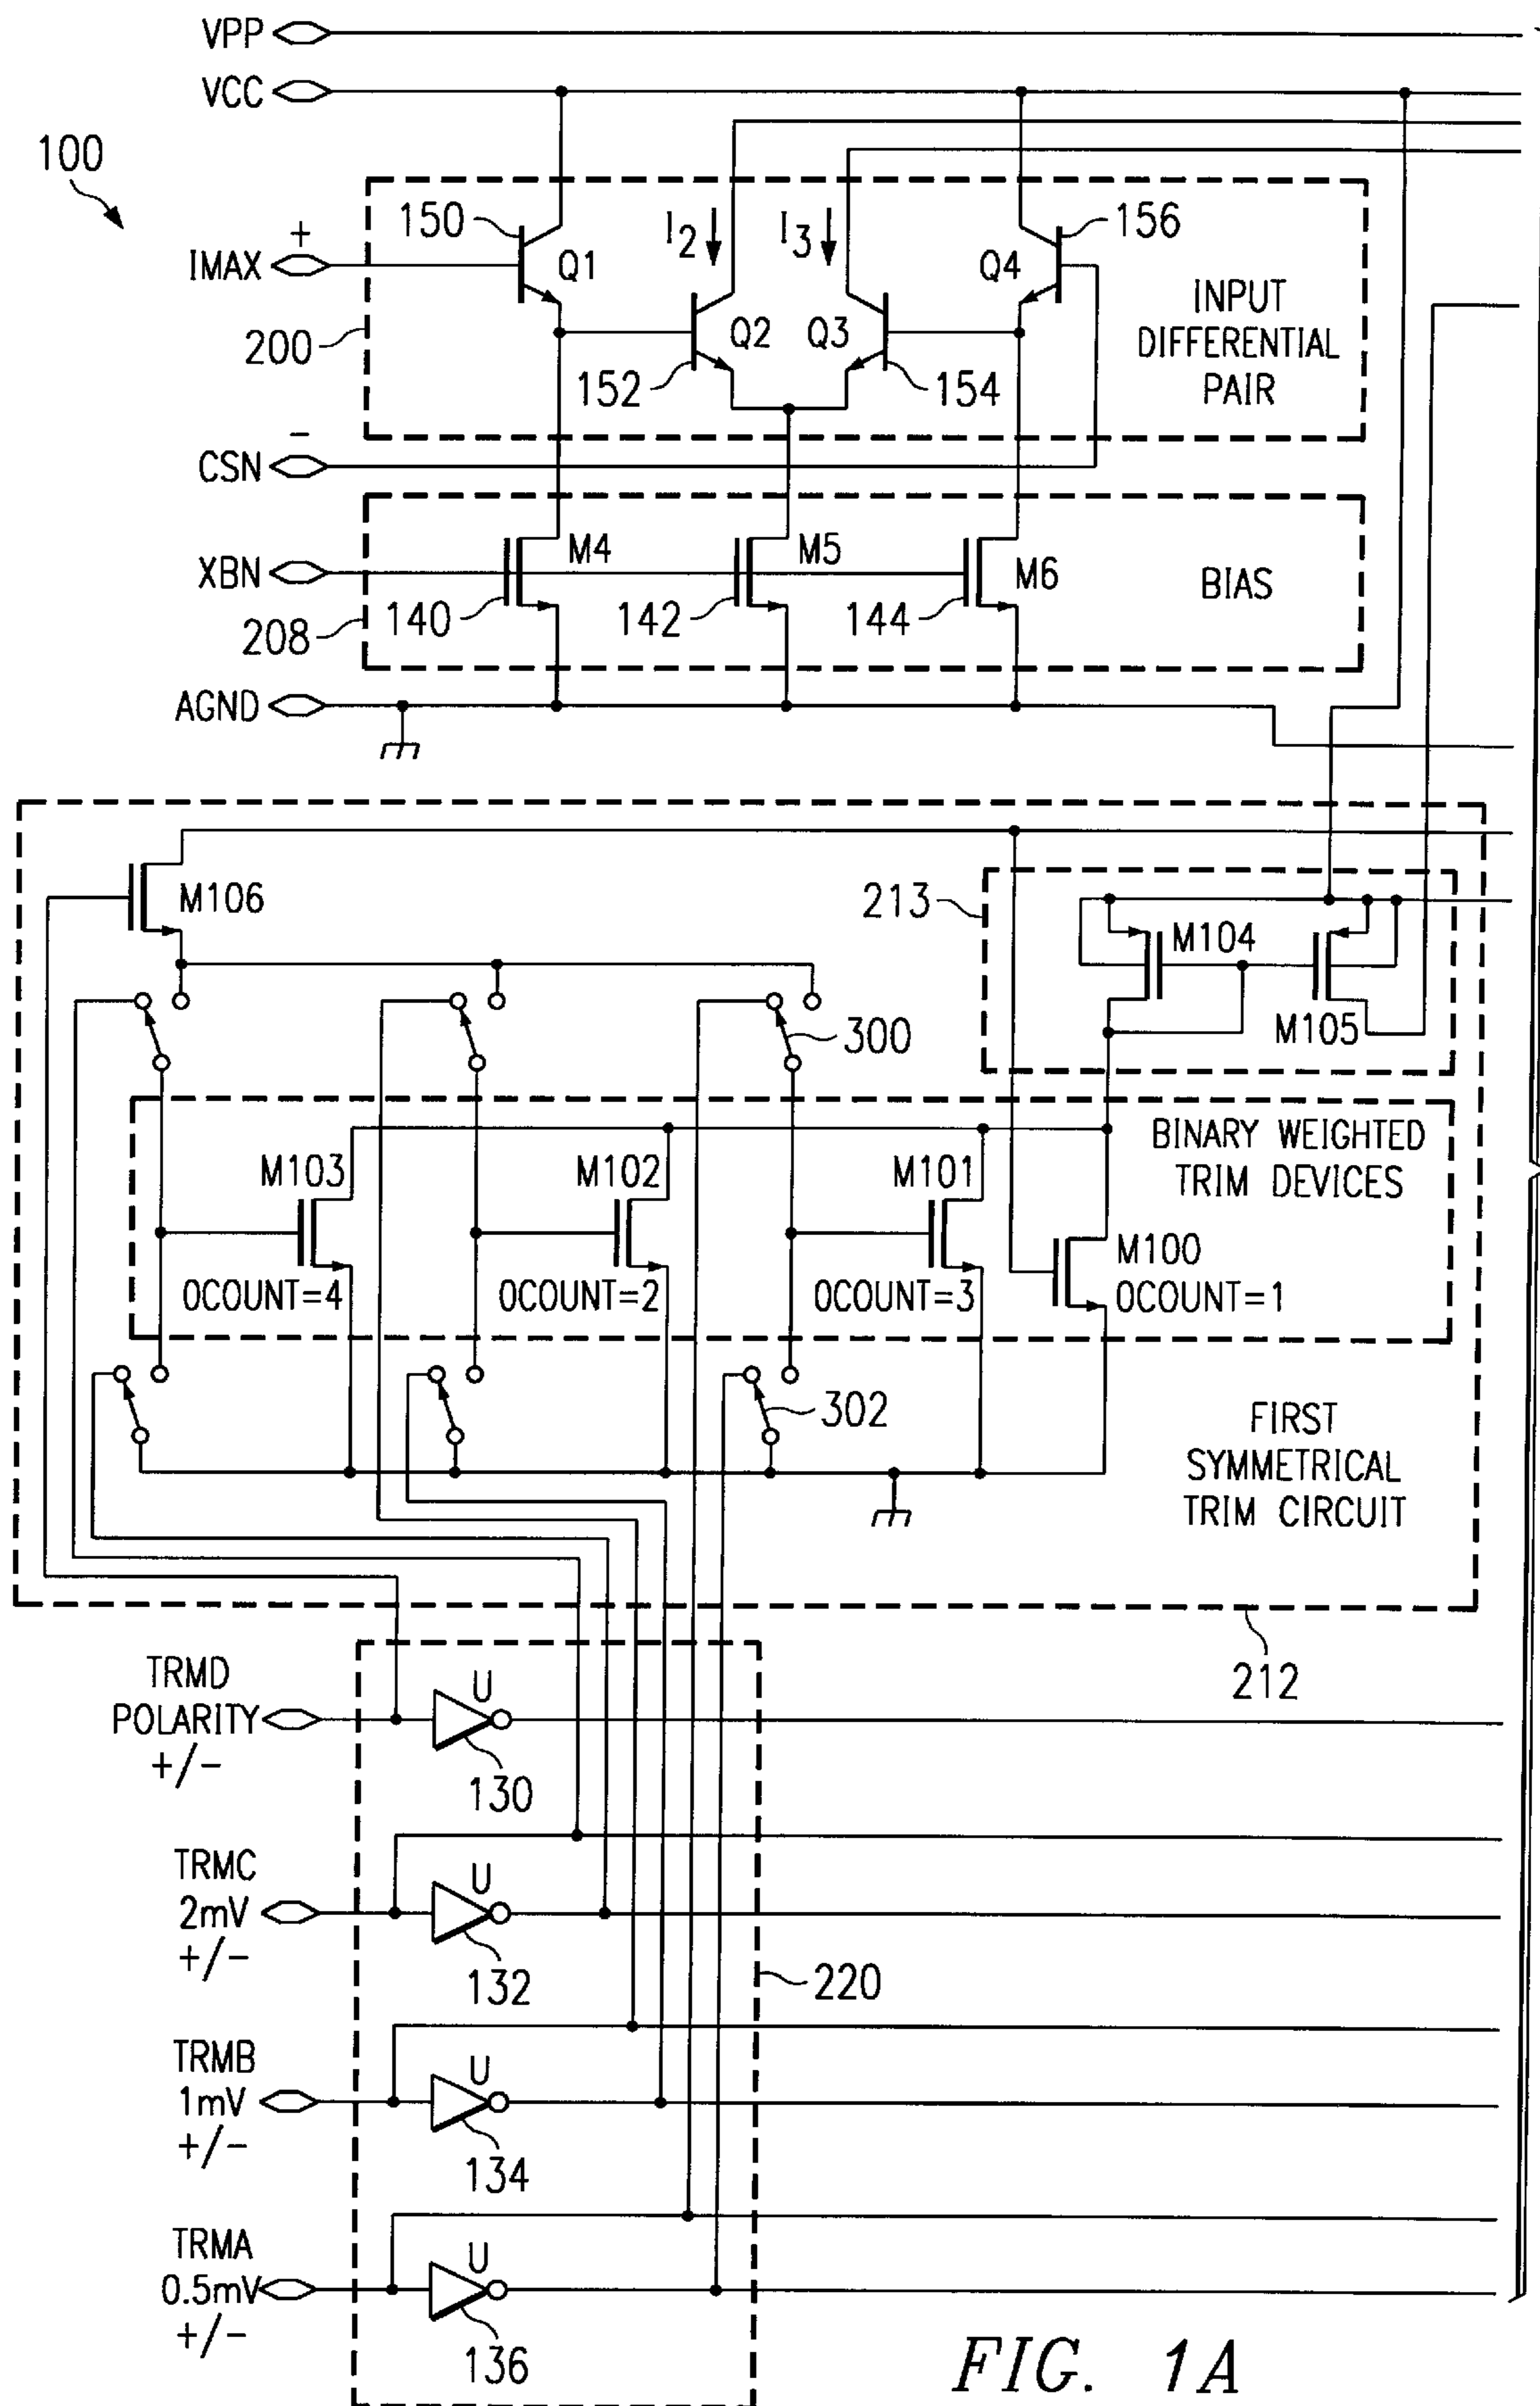 VPP
VCC
100
150
I2
I3
156
+
IMAX
Q1
Q4
INPUT
DIFFERENTIAL
PAIR
200
Q2
Q3
152
154
-
CSN
XBN
M4
M5
M6
BIAS
140
142
144
208
AGND
M106
213
M104
M105
300
BINARY WEIGHTED
TRIM DEVICES
M103
M102
M101
M100
OCOUNT=4
OCOUNT=2
OCOUNT=3
OCOUNT=1
302
FIRST
SYMMETRICAL
TRIM CIRCUIT
212
TRMD
POLARITY
+/-
U
130
TRMC
2mV
+/-
U
132
220
TRMB
1mV
+/-
U
134
TRMA
0.5mV
+/-
U
136
FIG. 1A